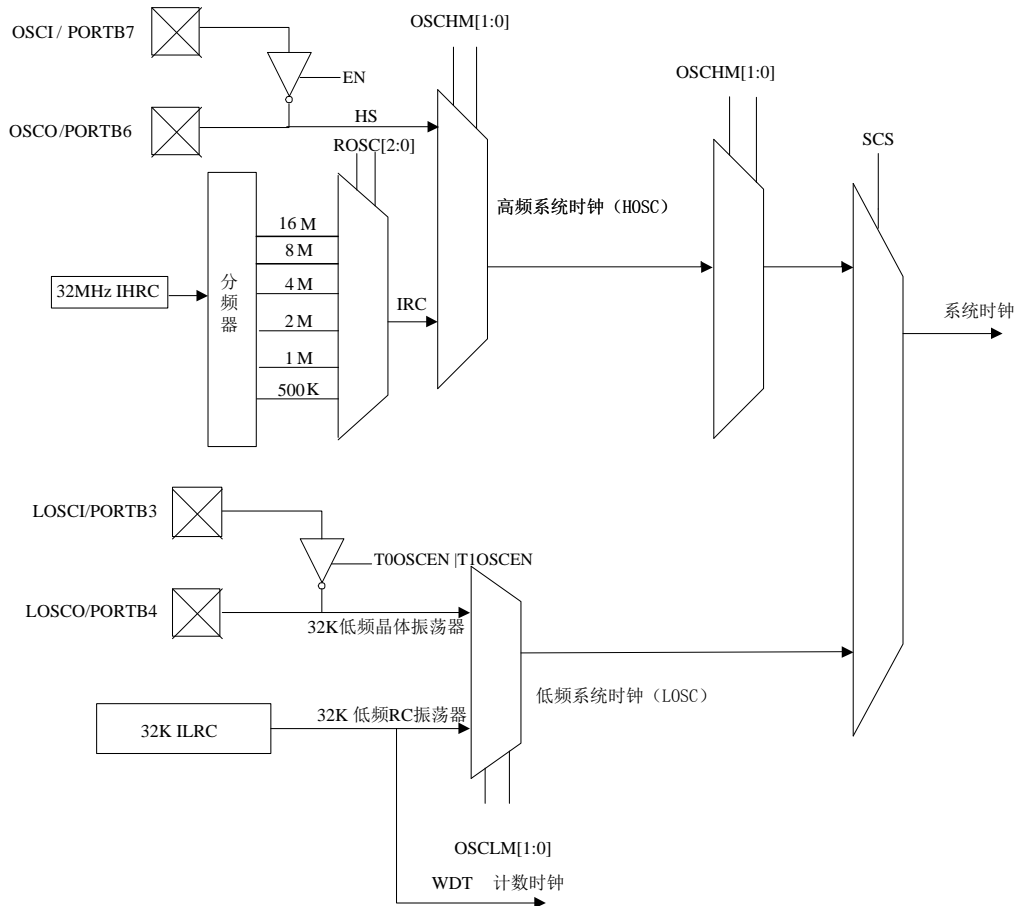 OSCHM[1:0]
OSCI / PORTB7
OSCHM[1:0]
EN
OSCO/PORTB6
HS
SCS
ROSC[2:0]
高频系统时钟（HOSC）
16 M
8 M
分频器
32MHz IHRC
4 M
IRC
系统时钟
2 M
1 M
500K
LOSCI/PORTB3
T0OSCEN |T1OSCEN
LOSCO/PORTB4
32K低频晶体振荡器
低频系统时钟（LOSC）
32K 低频RC振荡器
32K ILRC
OSCLM[1:0]
WDT 计数时钟